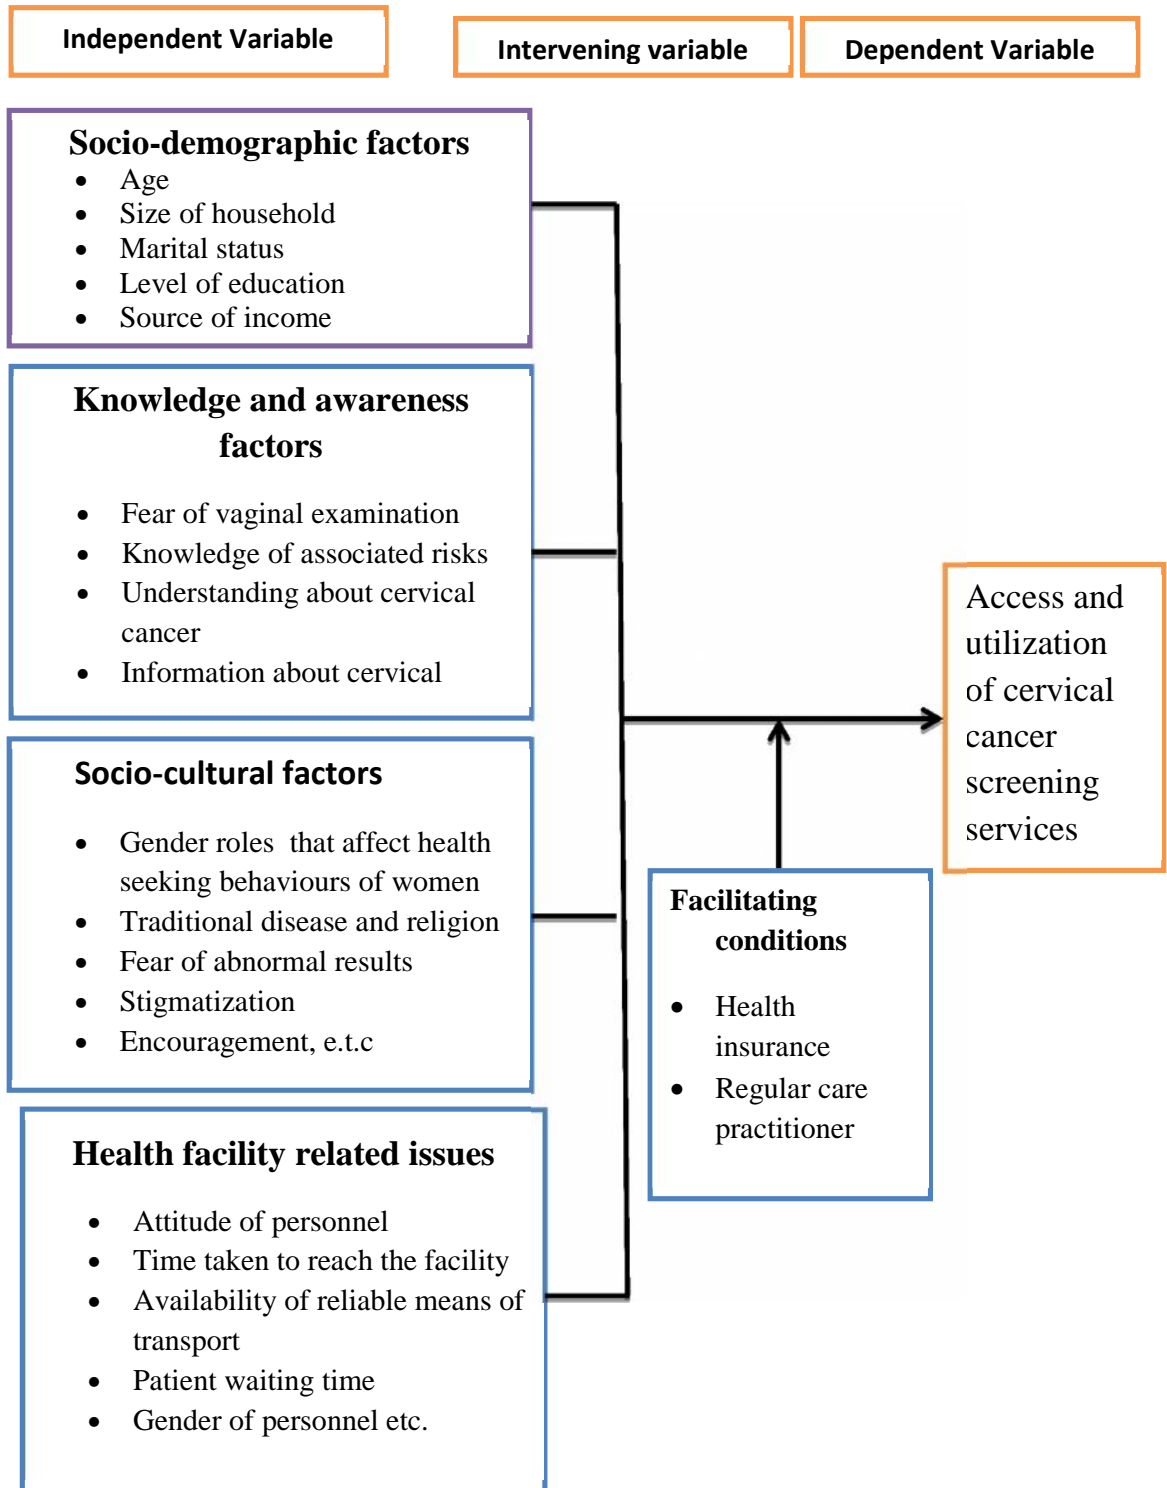 Independent Variable
Intervening variable
Dependent Variable
Socio-demographic factors
• Age
• Size of household
• Marital status
• Level of education
• Source of income
Knowledge and awareness
factors
• Fear of vaginal examination
• Knowledge of associated risks
• Understanding about cervical
cancer
• Information about cervical
Socio-cultural factors
• Gender roles  that affect health
seeking behaviours of women
• Traditional disease and religion
• Fear of abnormal results
• Stigmatization
• Encouragement, e.t.c
Health facility related issues
• Attitude of personnel
• Time taken to reach the facility
• Availability of reliable means of
transport
• Patient waiting time
• Gender of personnel etc.
Facilitating
conditions
• Health
insurance
• Regular care
practitioner
Access and
utilization
of cervical
cancer
screening
services